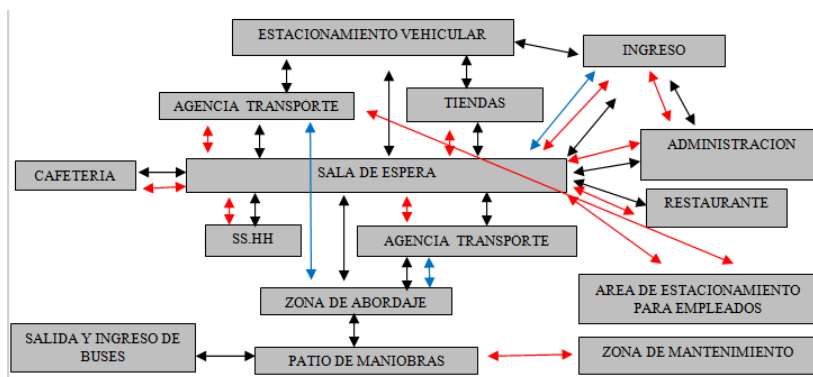 ESTACIONAMIENTO VEHICULAR
INGRESO
AGENCIA TRANSPORTE
TIENDAS
ADMINISTRACION
CAFETERIA
SALA DE ESPERA
RESTAURANTE
SS.HH
AGENCIA TRANSPORTE
AREA DE ESTACIONAMIENTO
PARA EMPLEADOS
ZONA DE ABORDAJE
SALIDA Y INGRESO DE
BUSES
PATIO DE MANIOBRAS
ZONA DE MANTENIMIENTO